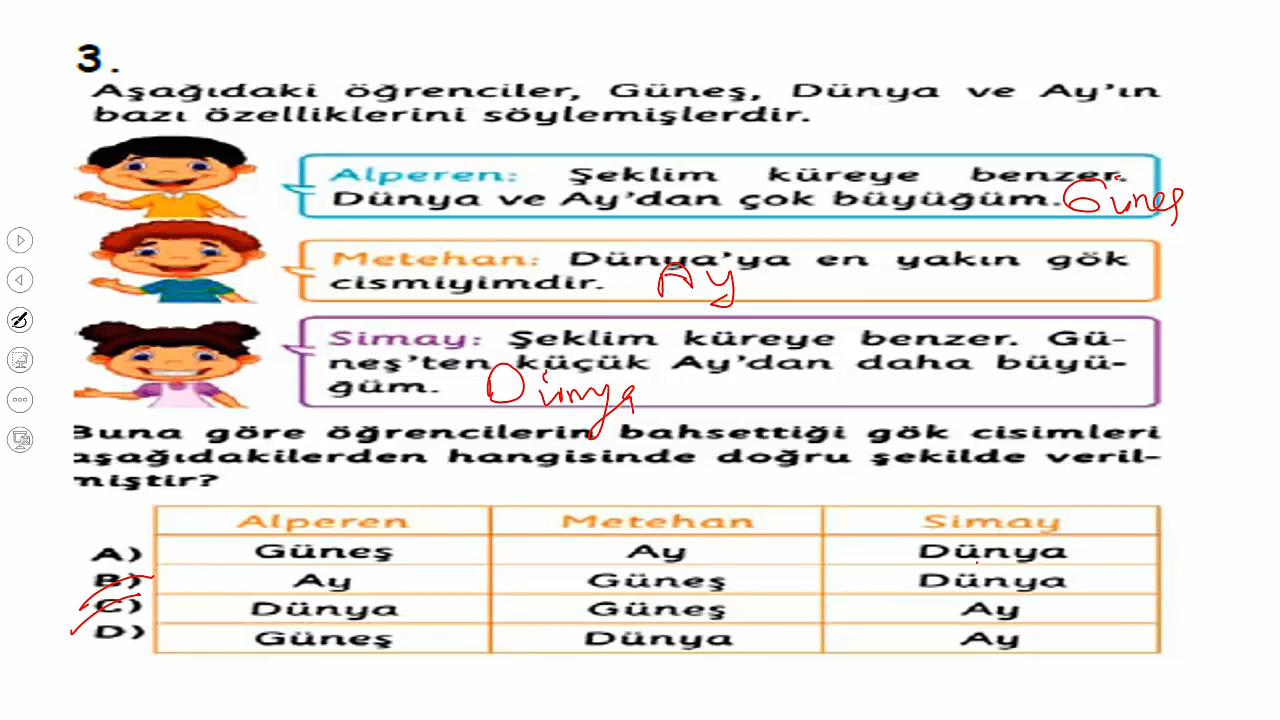 3.
Aşağıdaki öğrenciler, Güneş, Dünya ve Ay'ın
bazı özelliklerini söylemişlerdir.
Alperen: Şeklim küreye benzer.
Dünya ve Ay'dan çok büyüğüm. Güneş
Metehan: Dünya'ya en yakın gök
cismiyimdir. Ay
Simay: Şeklim küreye benzer. Gü-
neş'ten küçük Ay'dan daha büyü-
ğüm. Dünya
Buna göre öğrencilerin bahsettiği gök cisimleri
aşağıdakilerden hangisinde doğru şekilde veril-
miştir?
Alperen Metehan Simay
A) Güneş Ay Dünya
B) Ay Güneş Dünya
C) Dünya Güneş Ay
D) Güneş Dünya Ay